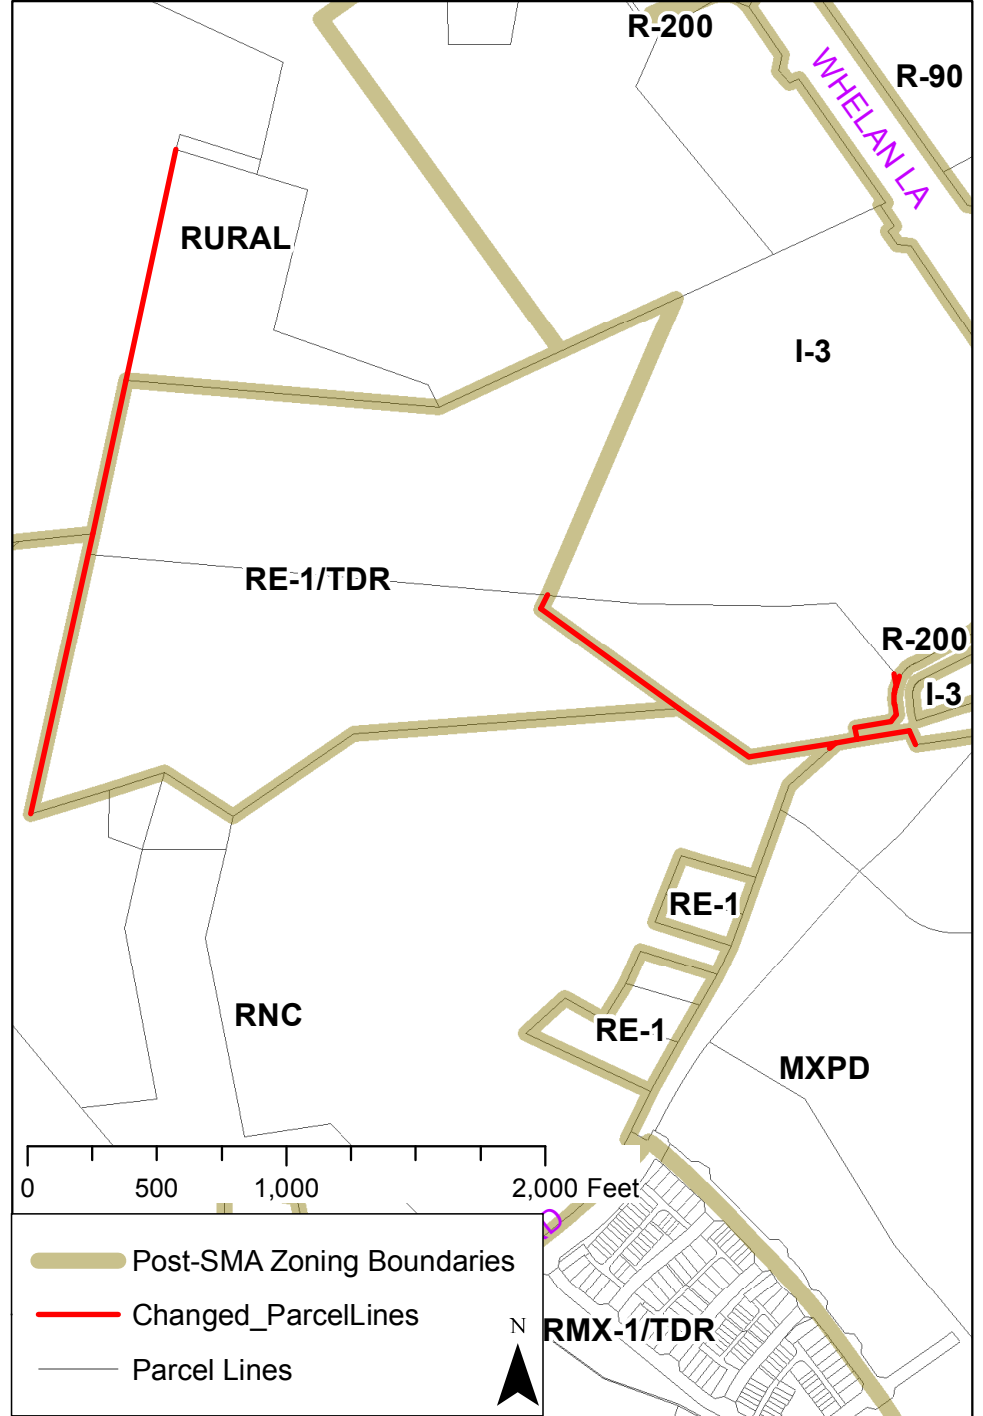 R-200
R-90
WHELAN LA
RURAL
I-3
RE-1/TDR
R-200
I-3
RE-1
RNC
RE-1
MXPD
0 500 1,000 2,000 Feet
Post-SMA Zoning Boundaries
Changed_ParcelLines
Parcel Lines
N
RMX-1/TDR